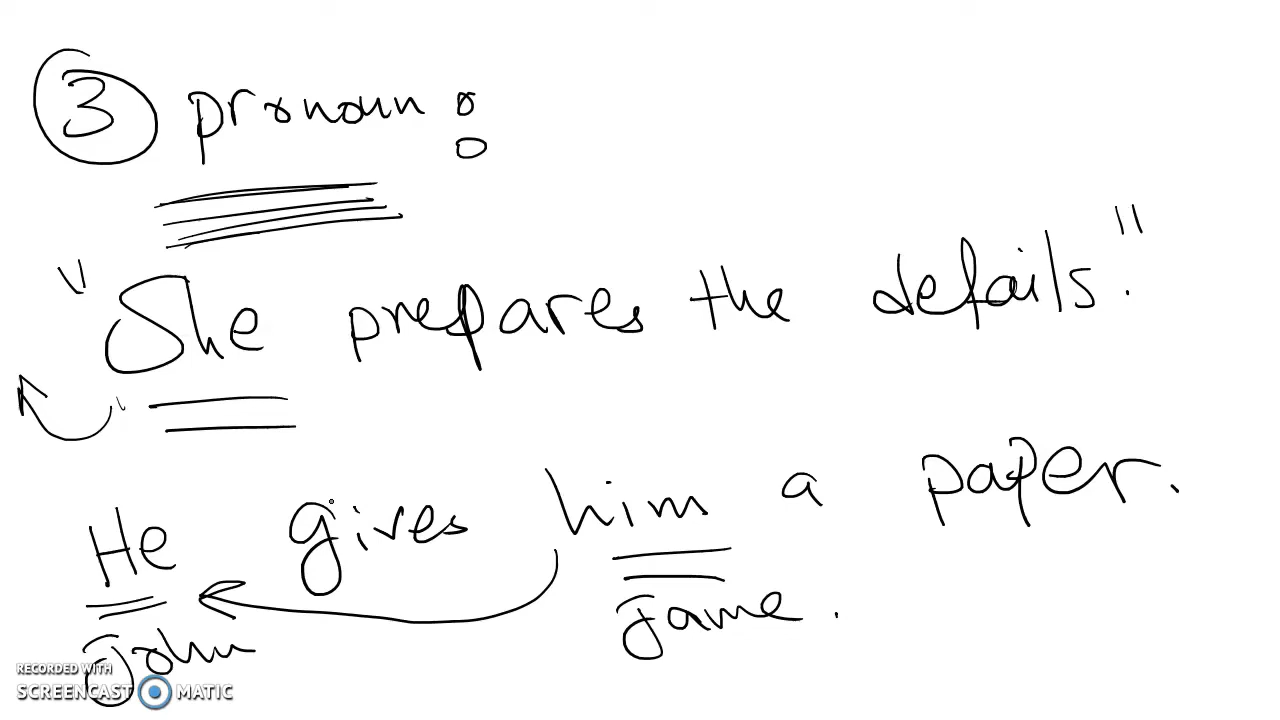 3 pronoun:
"She prepares the details."
He gives him a paper.
John Jame.
RECORDED WITH
SCREENCAST MATIC